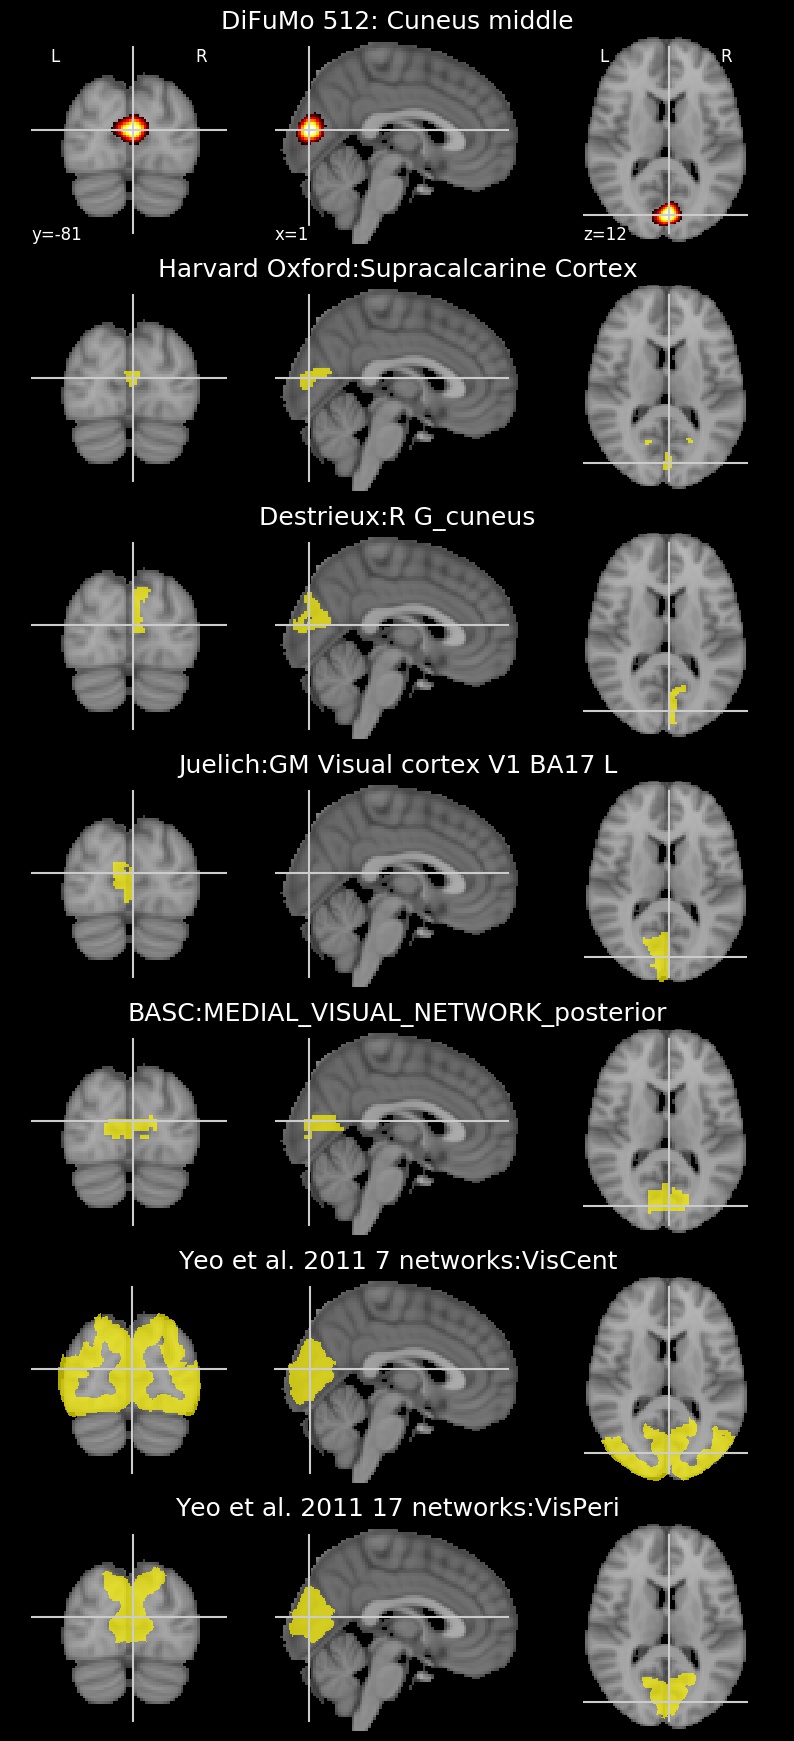 DiFuMo 512: Cuneus middle
L R L R
y=-81 x=1 z=12
Harvard Oxford:Supracalcarine Cortex
Destrieux:R G_cuneus
Juelich:GM Visual cortex V1 BA17 L
BASC:MEDIAL_VISUAL_NETWORK_posterior
Yeo et al. 2011 7 networks:VisCent
Yeo et al. 2011 17 networks:VisPeri